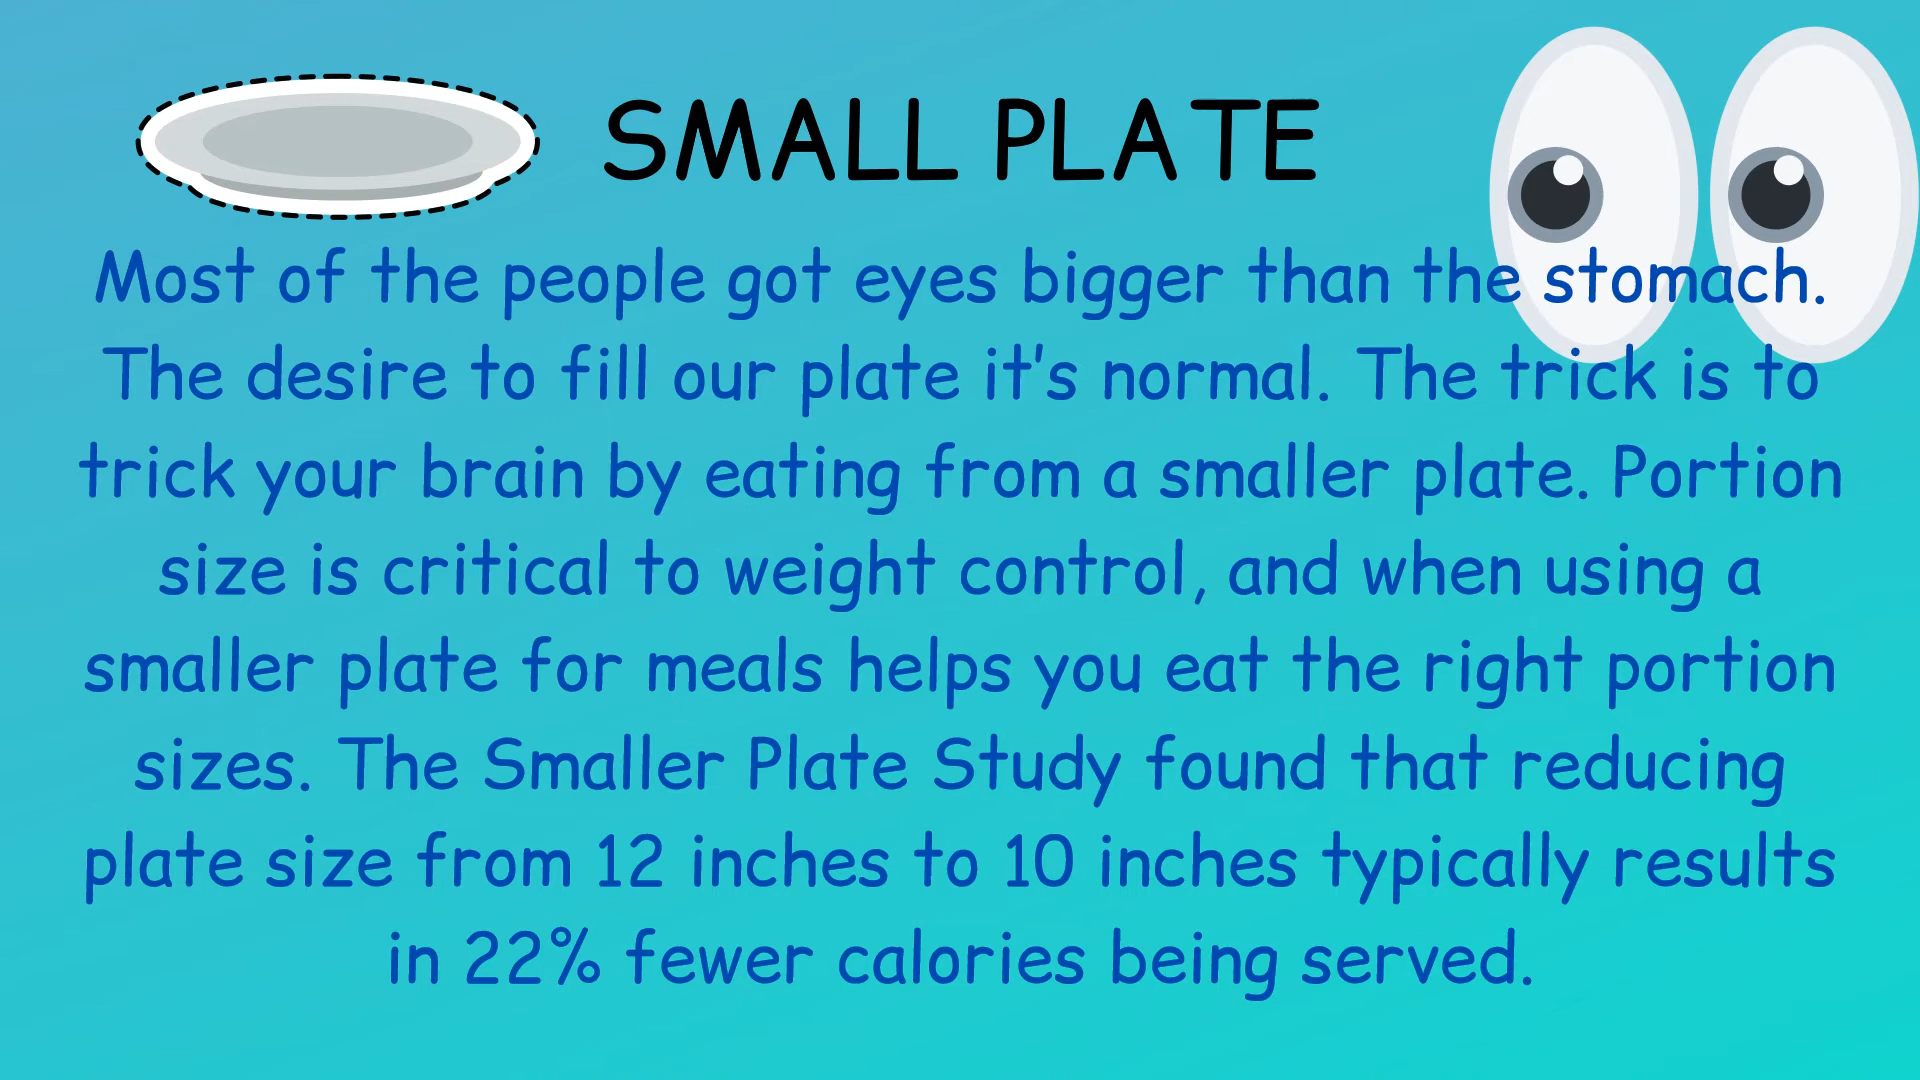 SMALL PLATE
Most of the people got eyes bigger than the stomach.
The desire to fill our plate it's normal. The trick is to
trick your brain by eating from a smaller plate. Portion
size is critical to weight control, and when using a
smaller plate for meals helps you eat the right portion
sizes. The Smaller Plate Study found that reducing
plate size from 12 inches to 10 inches typically results
in 22% fewer calories being served.